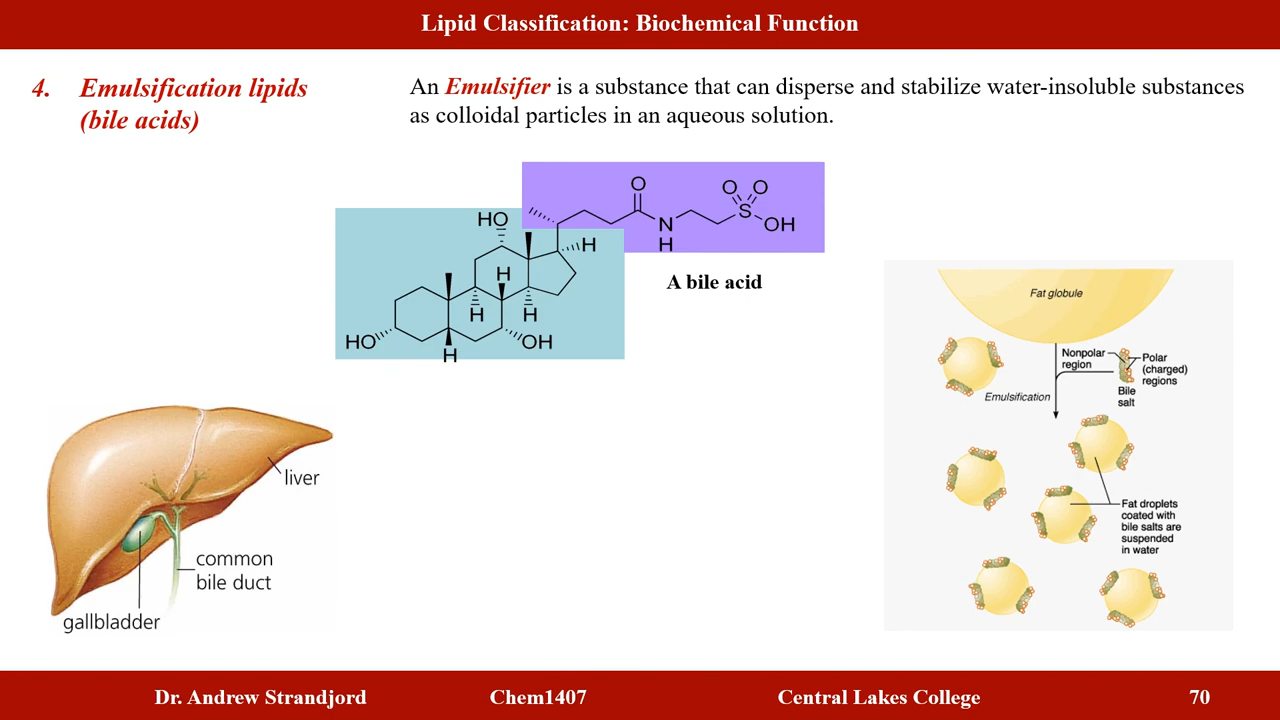 Lipid Classification: Biochemical Function
4. Emulsification lipids
(bile acids)
An Emulsifier is a substance that can disperse and stabilize water-insoluble substances
As colloidal particles in an aqueous solution.
O
O O
S
OH
N
H
HO
H
H
H
H
HO
OH
H
A bile acid
Fat globule
Nonpolar
region
Polar
(charged)
regions
Bile
salt
Emulsification
Fat droplets
coated with
bile salts are
suspended
in water
liver
common
bile duct
gallbladder
Dr. Andrew Strandjord Chem1407 Central Lakes College 70